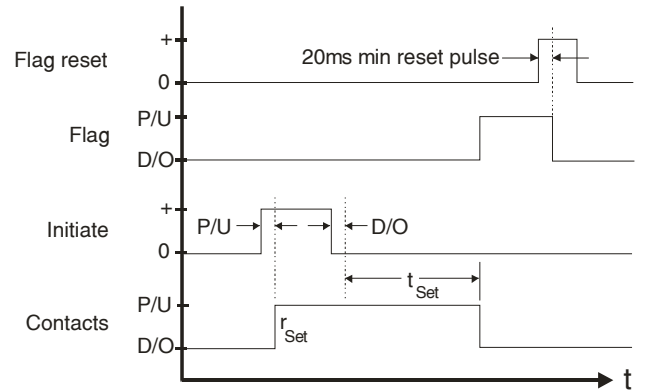 +
Flag reset
20ms min reset pulse
0
P/U
Flag
D/O
+
Initiate
P/U
D/O
0
t Set
P/U
Contacts
r Set
D/O
t